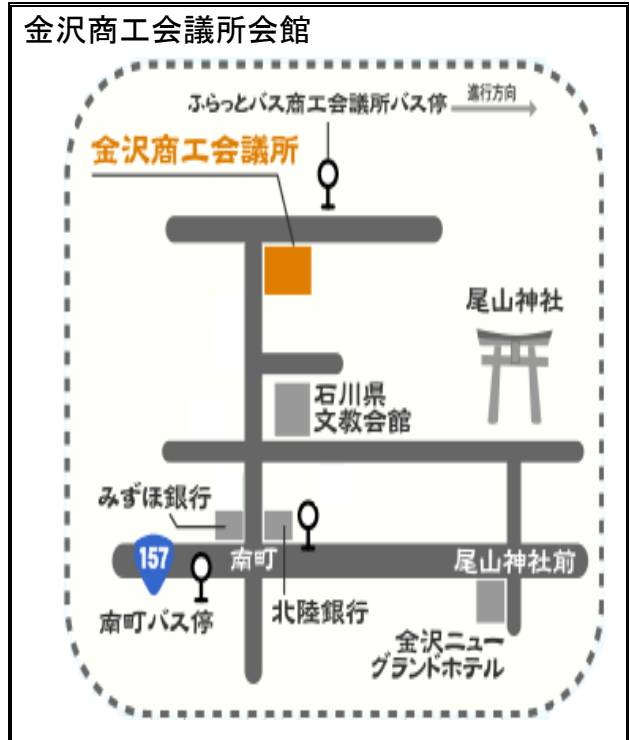 金沢商工会議所会館
ふらっとバス商工会議所バス停
進行方向
金沢商工会議所
尾山神社
石川県
文教会館
みずほ銀行
157
南町
尾山神社前
南町バス停
北陸銀行
金沢ニュー
グランドホテル